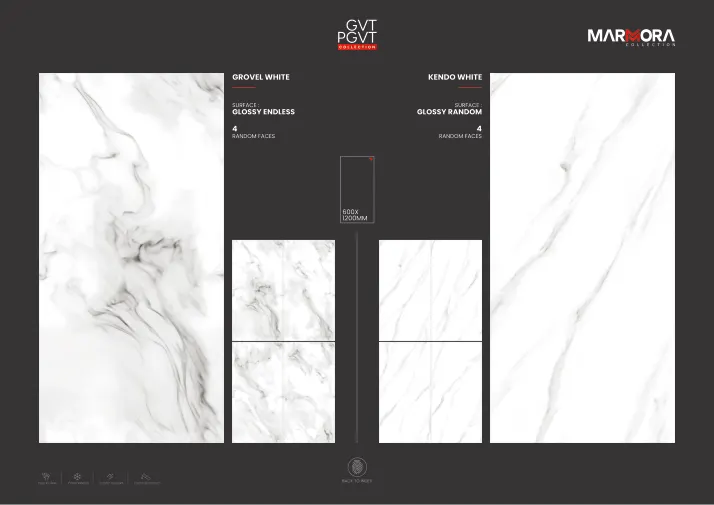 GVT
PGVT
COLLECTION
MARMORA
COLLECTION
GROVEL WHITE
SURFACE :
GLOSSY ENDLESS
4
RANDOM FACES
KENDO WHITE
SURFACE :
GLOSSY RANDOM
4
RANDOM FACES
600X
1200MM
BACK TO INDEX